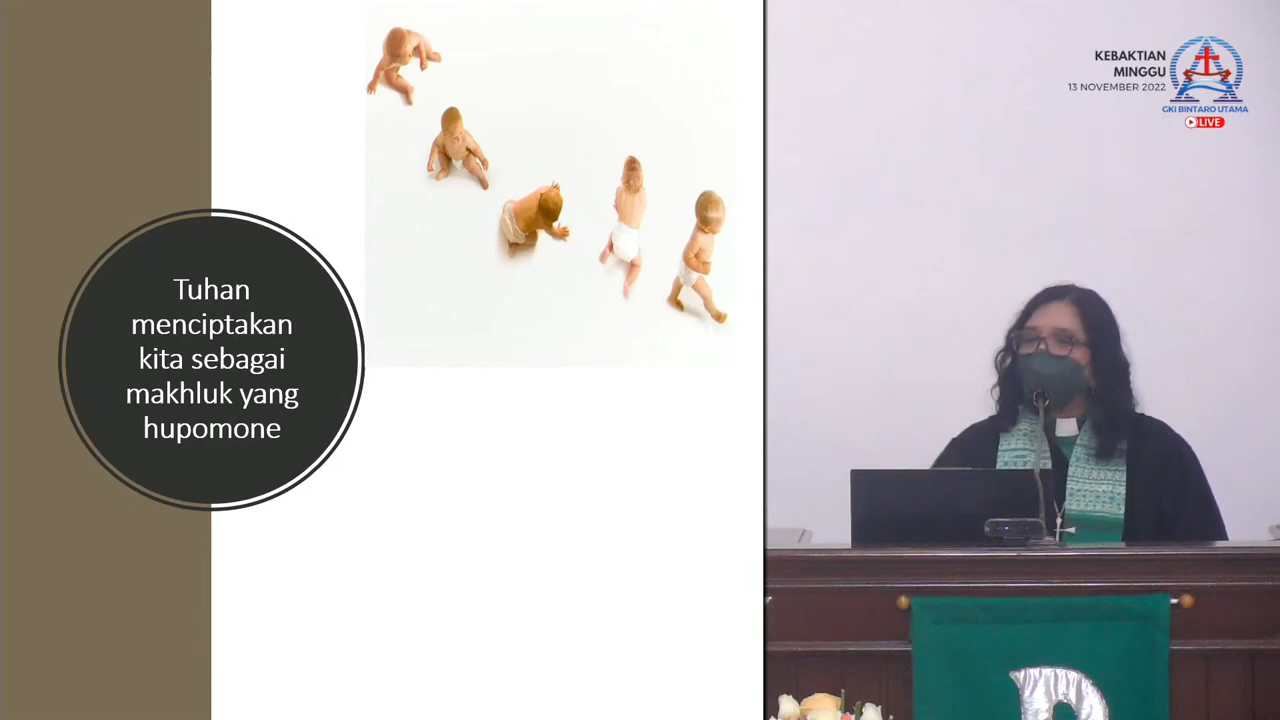 Tuhan
menciptakan
kita sebagai
makhluk yang
hupomone
KEBAKTIAN
MINGGU
13 NOVEMBER 2022
GKI BINTARO UTAMA
LIVE